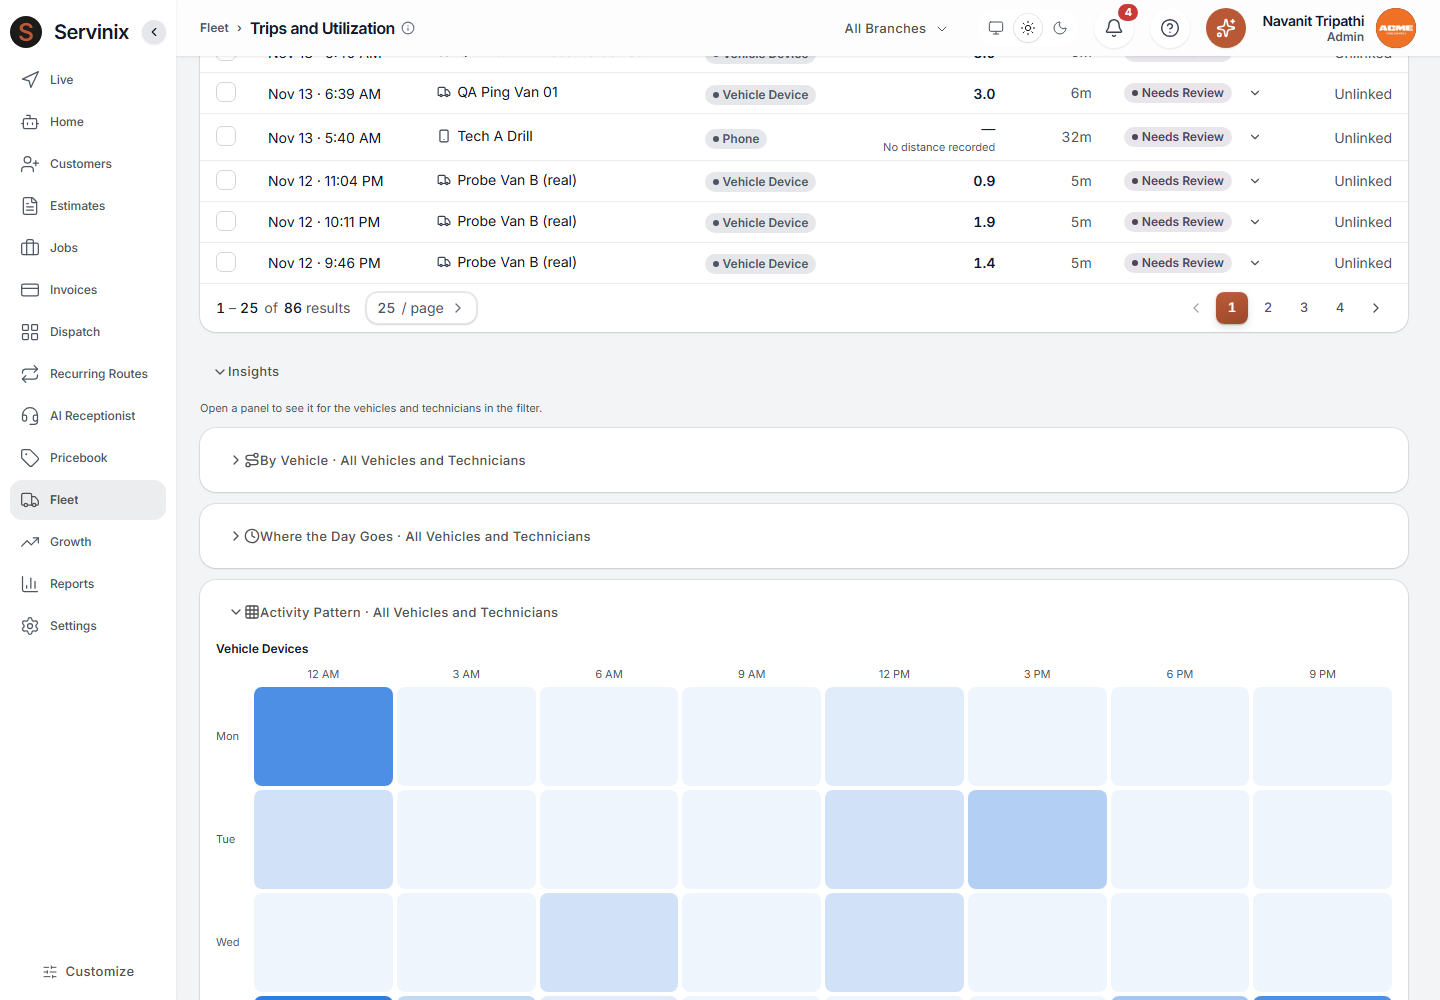 Servinix
Fleet › Trips and Utilization
All Branches
4
Navanit Tripathi
Admin
ACME
Live
Home
Customers
Estimates
Jobs
Invoices
Dispatch
Recurring Routes
AI Receptionist
Pricebook
Fleet
Growth
Reports
Settings
Customize
Nov 13 · 6:39 AM QA Ping Van 01 Vehicle Device 3.0 6m Needs Review Unlinked
Nov 13 · 5:40 AM Tech A Drill Phone — 32m Needs Review Unlinked
No distance recorded
Nov 12 · 11:04 PM Probe Van B (real) Vehicle Device 0.9 5m Needs Review Unlinked
Nov 12 · 10:11 PM Probe Van B (real) Vehicle Device 1.9 5m Needs Review Unlinked
Nov 12 · 9:46 PM Probe Van B (real) Vehicle Device 1.4 5m Needs Review Unlinked
1 – 25 of 86 results 25 / page 1 2 3 4
Insights
Open a panel to see it for the vehicles and technicians in the filter.
By Vehicle · All Vehicles and Technicians
Where the Day Goes · All Vehicles and Technicians
Activity Pattern · All Vehicles and Technicians
Vehicle Devices
12 AM 3 AM 6 AM 9 AM 12 PM 3 PM 6 PM 9 PM
Mon
Tue
Wed